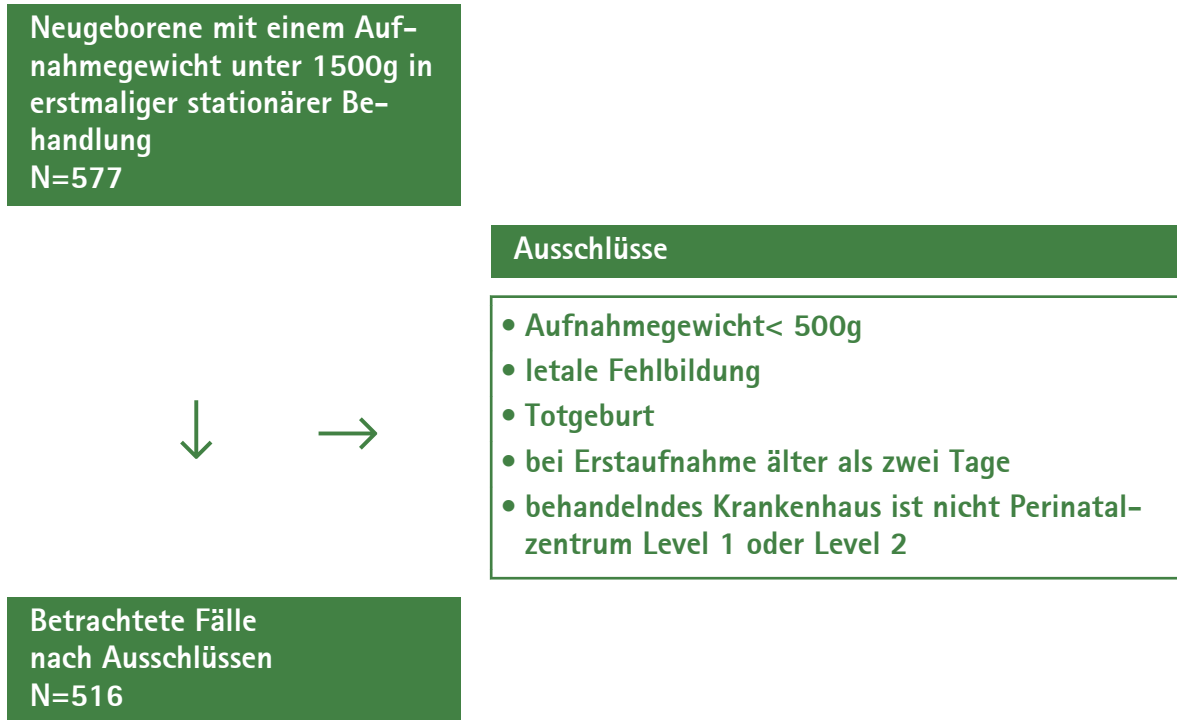 Neugeborene mit einem Auf-
nahmegewicht unter 1500g in
erstmaliger stationärer Be-
handlung
N=577
Ausschlüsse
• Aufnahmegewicht< 500g
• letale Fehlbildung
• Totgeburt
• bei Erstaufnahme älter als zwei Tage
• behandelndes Krankenhaus ist nicht Perinatal-
zentrum Level 1 oder Level 2
Betrachtete Fälle
nach Ausschlüssen
N=516